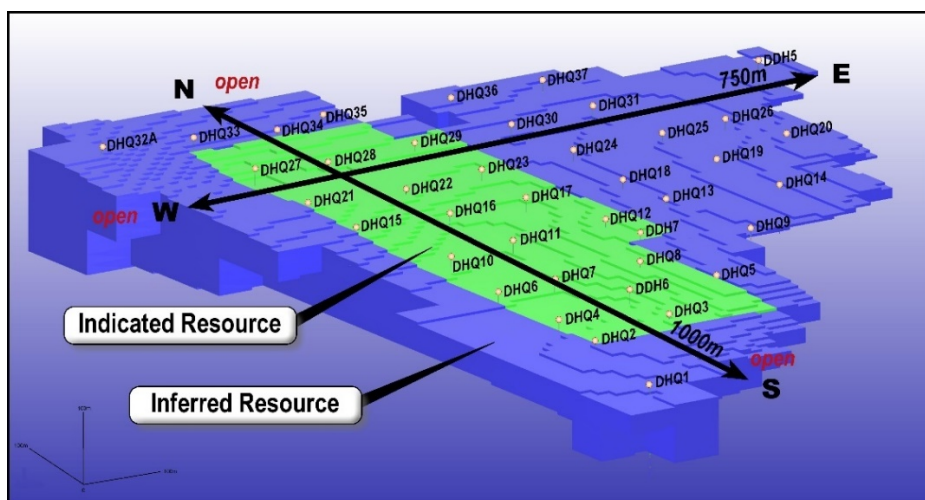 DDH5
E
750m
N
open
DHQ37
DHQ36
DHQ31
DHQ35
DHQ34
DHQ33
DHQ32A
DHQ30
DHQ26
DHQ25
DHQ20
DHQ29
DHQ24
DHQ28
DHQ27
DHQ23
DHQ19
DHQ18
DHQ14
DHQ22
DHQ21
DHQ17
DHQ13
open
W
DHQ16
DHQ15
DHQ12
DDH7
DHQ9
DHQ11
DHQ10
DHQ8
DHQ7
DHQ5
DHQ6
DDH6
DHQ3
DHQ4
DHQ2
1000m
open
S
DHQ1
Indicated Resource
Inferred Resource